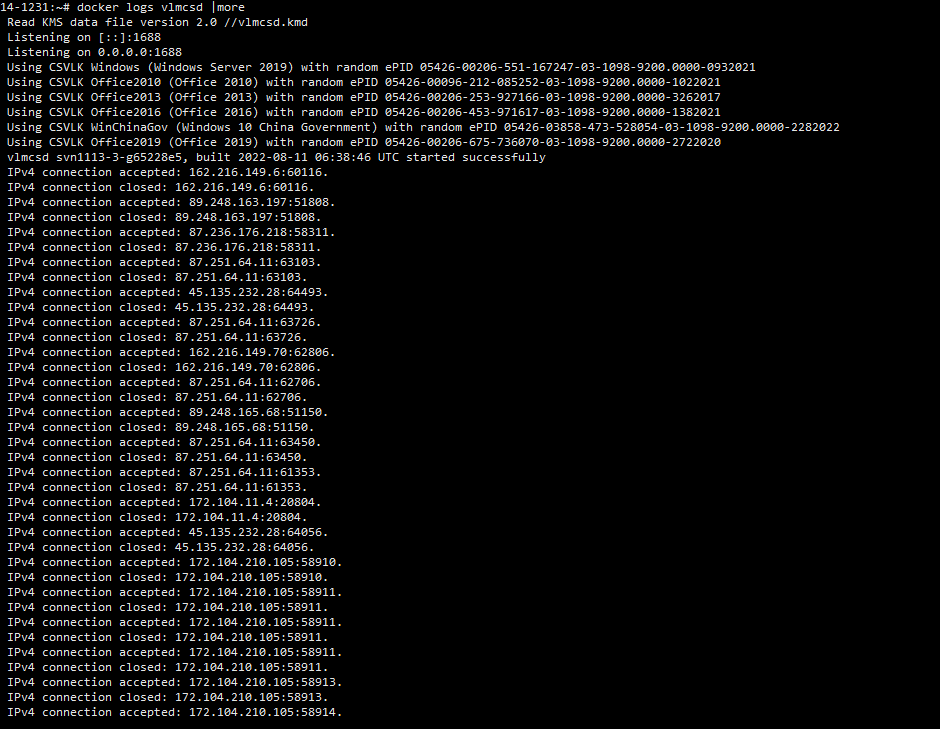 14-1231:~# docker logs vlmcsd |more
Read KMS data file version 2.0 //vlmcsd.kmd
Listening on [::]:1688
Listening on 0.0.0.0:1688
Using CSVLK Windows (Windows Server 2019) with random ePID 05426-00206-551-167247-03-1098-9200.0000-0932021
Using CSVLK Office2010 (Office 2010) with random ePID 05426-00096-212-085252-03-1098-9200.0000-1022021
Using CSVLK Office2013 (Office 2013) with random ePID 05426-00206-253-927166-03-1098-9200.0000-3262017
Using CSVLK Office2016 (Office 2016) with random ePID 05426-00206-453-971617-03-1098-9200.0000-1382021
Using CSVLK WinChinaGov (Windows 10 China Government) with random ePID 05426-03858-473-528054-03-1098-9200.0000-2282022
Using CSVLK Office2019 (Office 2019) with random ePID 05426-00206-675-736070-03-1098-9200.0000-2722020
vlmcsd svn1113-3-g65228e5, built 2022-08-11 06:38:46 UTC started successfully
IPv4 connection accepted: 162.216.149.6:60116.
IPv4 connection closed: 162.216.149.6:60116.
IPv4 connection accepted: 89.248.163.197:51808.
IPv4 connection closed: 89.248.163.197:51808.
IPv4 connection accepted: 87.236.176.218:58311.
IPv4 connection closed: 87.236.176.218:58311.
IPv4 connection accepted: 87.251.64.11:63103.
IPv4 connection closed: 87.251.64.11:63103.
IPv4 connection accepted: 45.135.232.28:64493.
IPv4 connection closed: 45.135.232.28:64493.
IPv4 connection accepted: 87.251.64.11:63726.
IPv4 connection closed: 87.251.64.11:63726.
IPv4 connection accepted: 162.216.149.70:62806.
IPv4 connection closed: 162.216.149.70:62806.
IPv4 connection accepted: 87.251.64.11:62706.
IPv4 connection closed: 87.251.64.11:62706.
IPv4 connection accepted: 89.248.165.68:51150.
IPv4 connection closed: 89.248.165.68:51150.
IPv4 connection accepted: 87.251.64.11:63450.
IPv4 connection closed: 87.251.64.11:63450.
IPv4 connection accepted: 87.251.64.11:61353.
IPv4 connection closed: 87.251.64.11:61353.
IPv4 connection accepted: 172.104.11.4:20804.
IPv4 connection closed: 172.104.11.4:20804.
IPv4 connection accepted: 45.135.232.28:64056.
IPv4 connection closed: 45.135.232.28:64056.
IPv4 connection accepted: 172.104.210.105:58910.
IPv4 connection closed: 172.104.210.105:58910.
IPv4 connection accepted: 172.104.210.105:58911.
IPv4 connection closed: 172.104.210.105:58911.
IPv4 connection accepted: 172.104.210.105:58911.
IPv4 connection closed: 172.104.210.105:58911.
IPv4 connection accepted: 172.104.210.105:58911.
IPv4 connection closed: 172.104.210.105:58911.
IPv4 connection accepted: 172.104.210.105:58913.
IPv4 connection closed: 172.104.210.105:58913.
IPv4 connection accepted: 172.104.210.105:58914.